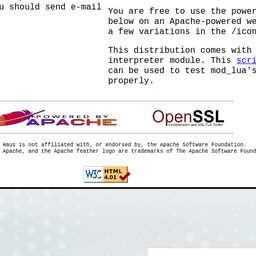 u should send e-mail
You are free to use the power
below on an Apache-powered we
a few variations in the /icon
This distribution comes with
interpreter module. This scri
can be used to test mod_lua's
properly.
POWERED BY
APACHE
OpenSSL
Cryptography and SSL/TLS Toolkit
Haus is not affiliated with, or endorsed by, the Apache Software Foundation.
Apache, and the Apache feather logo are trademarks of The Apache Software Found
W3C HTML
4.01